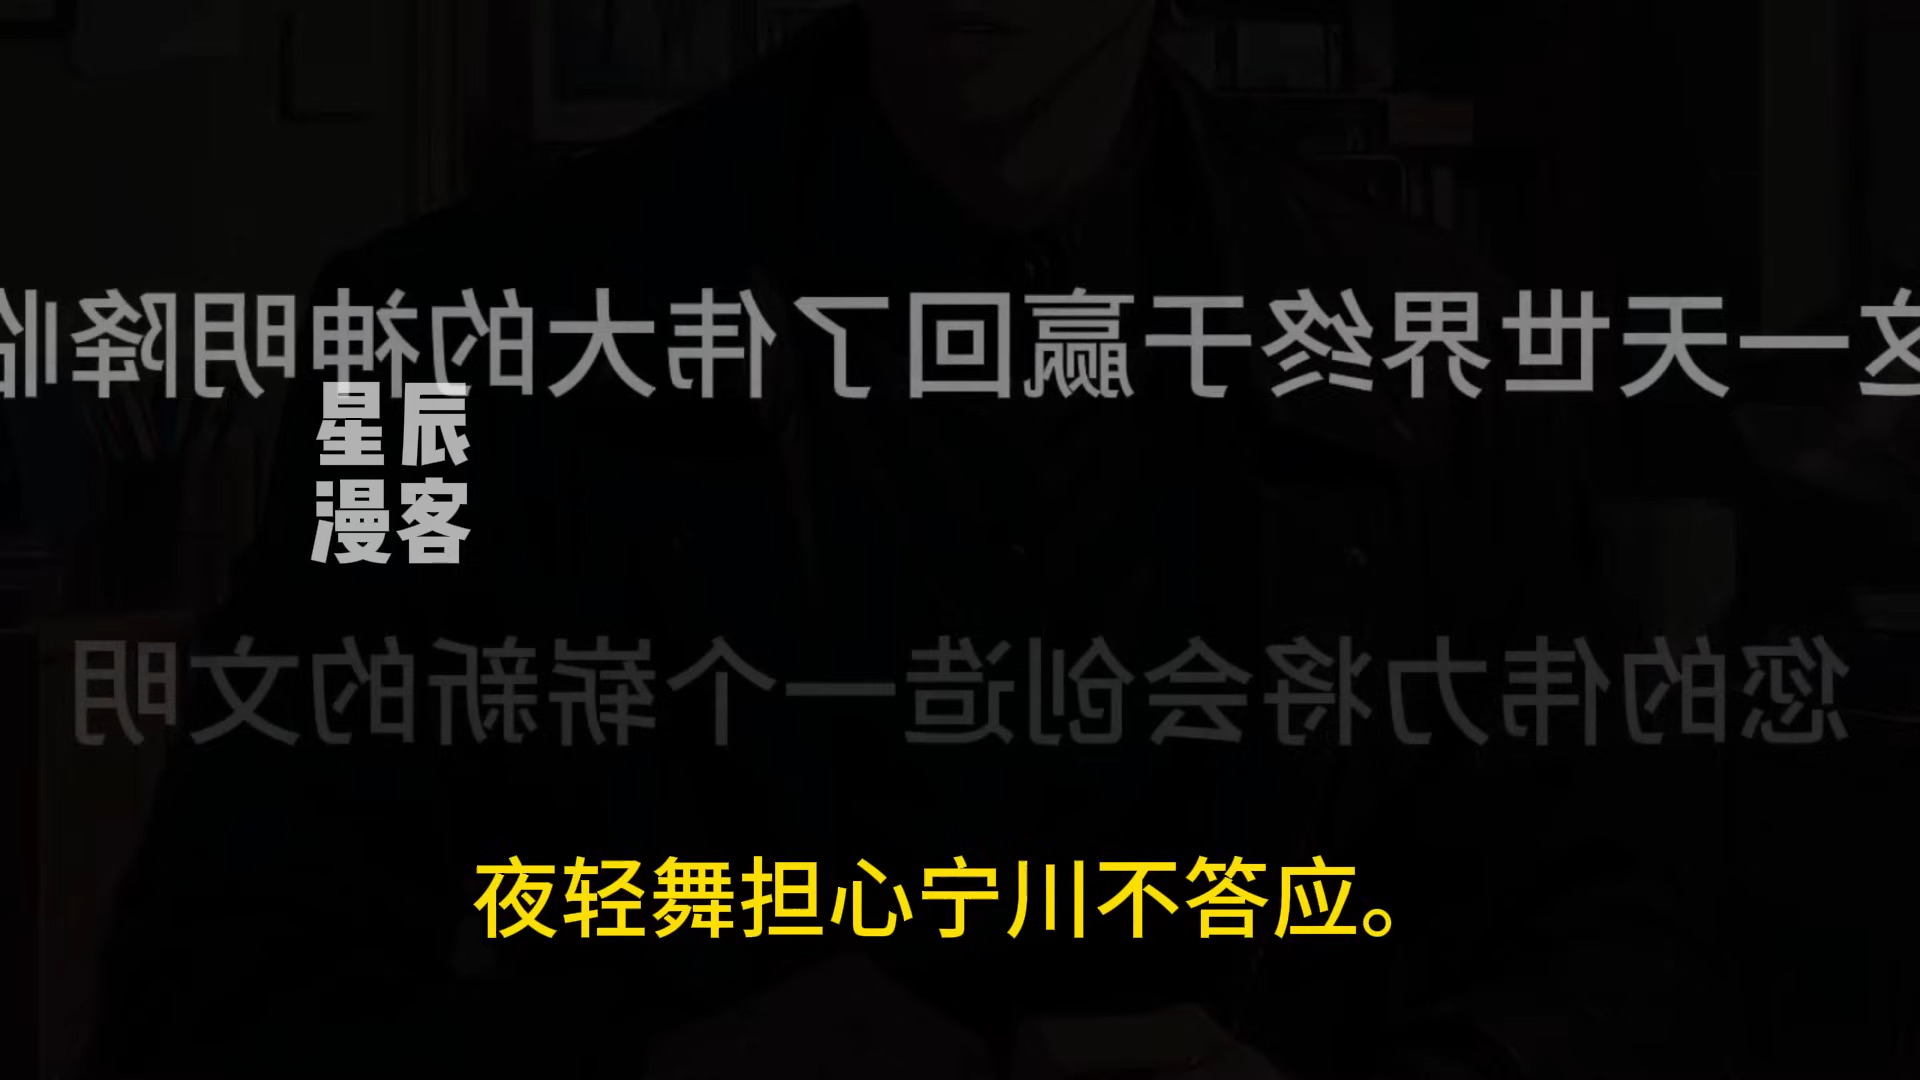 这一天世界终于赢回了伟大的神明降临
星辰
漫客
您的伟力将会创造一个崭新的文明
夜轻舞担心宁川不答应。